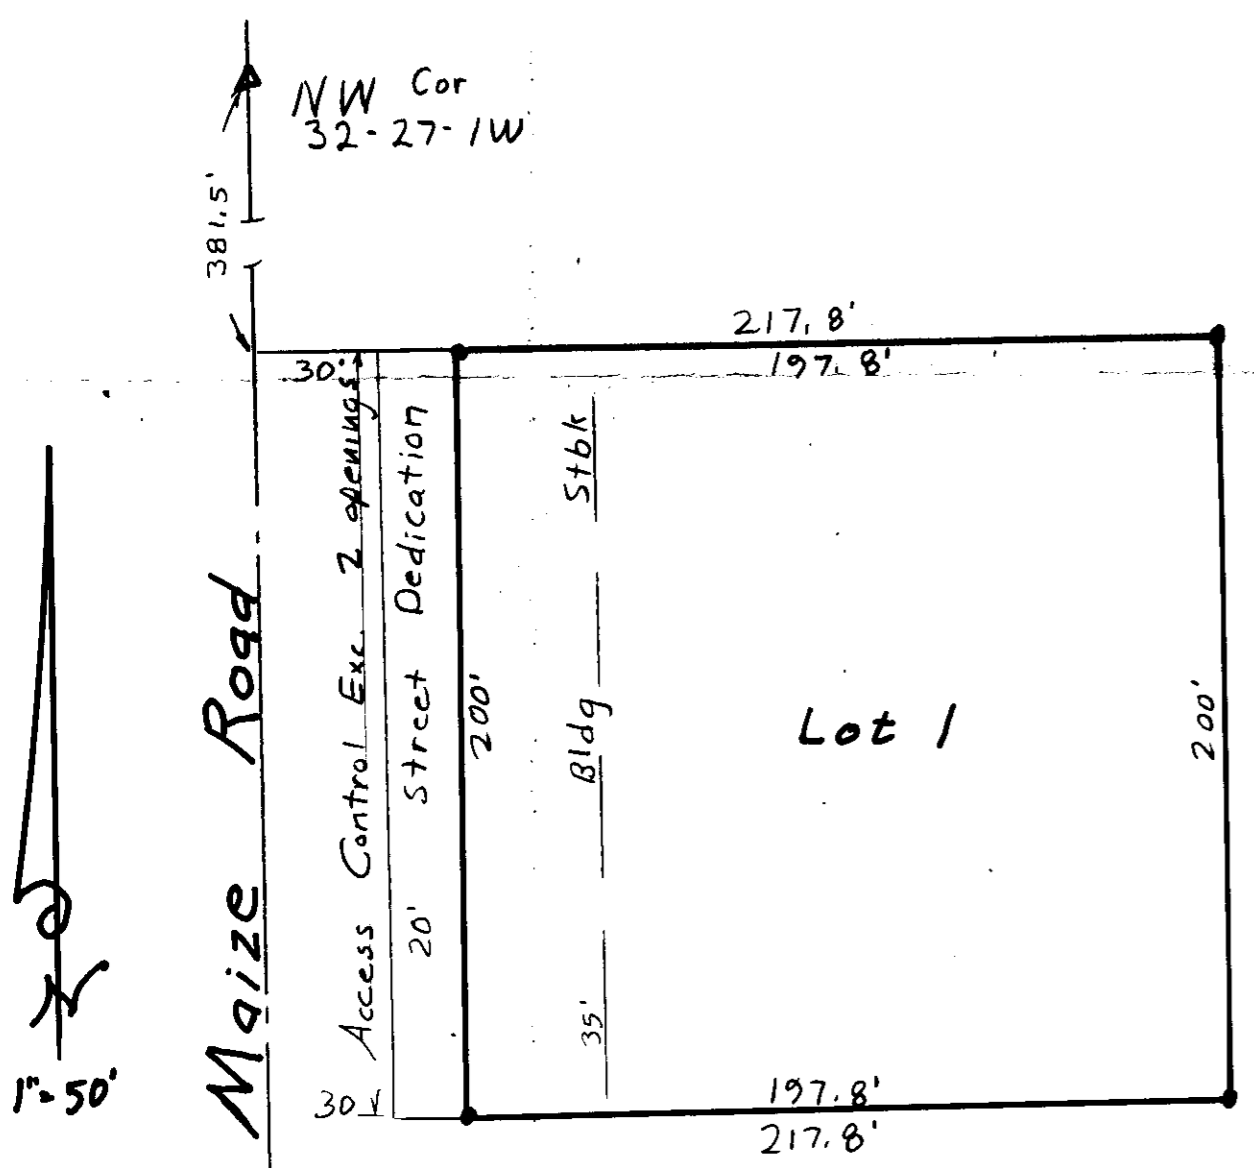 NW Cor
32-27-1W
381.5'
217.8'
197.8'
30'
Access Control Exc. 2 openings
20' Street Dedication
Maize Road
200'
35' Bldg Stbk
Lot 1
200'
N
1"=50'
30
197.8'
217.8'